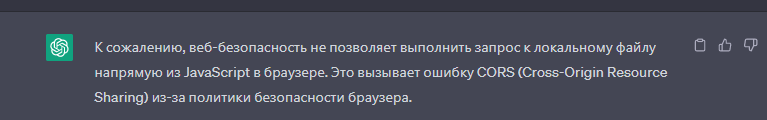 К сожалению, веб-безопасность не позволяет выполнить запрос к локальному файлу
напрямую из JavaScript в браузере. Это вызывает ошибку CORS (Cross-Origin Resource
Sharing) из-за политики безопасности браузера.